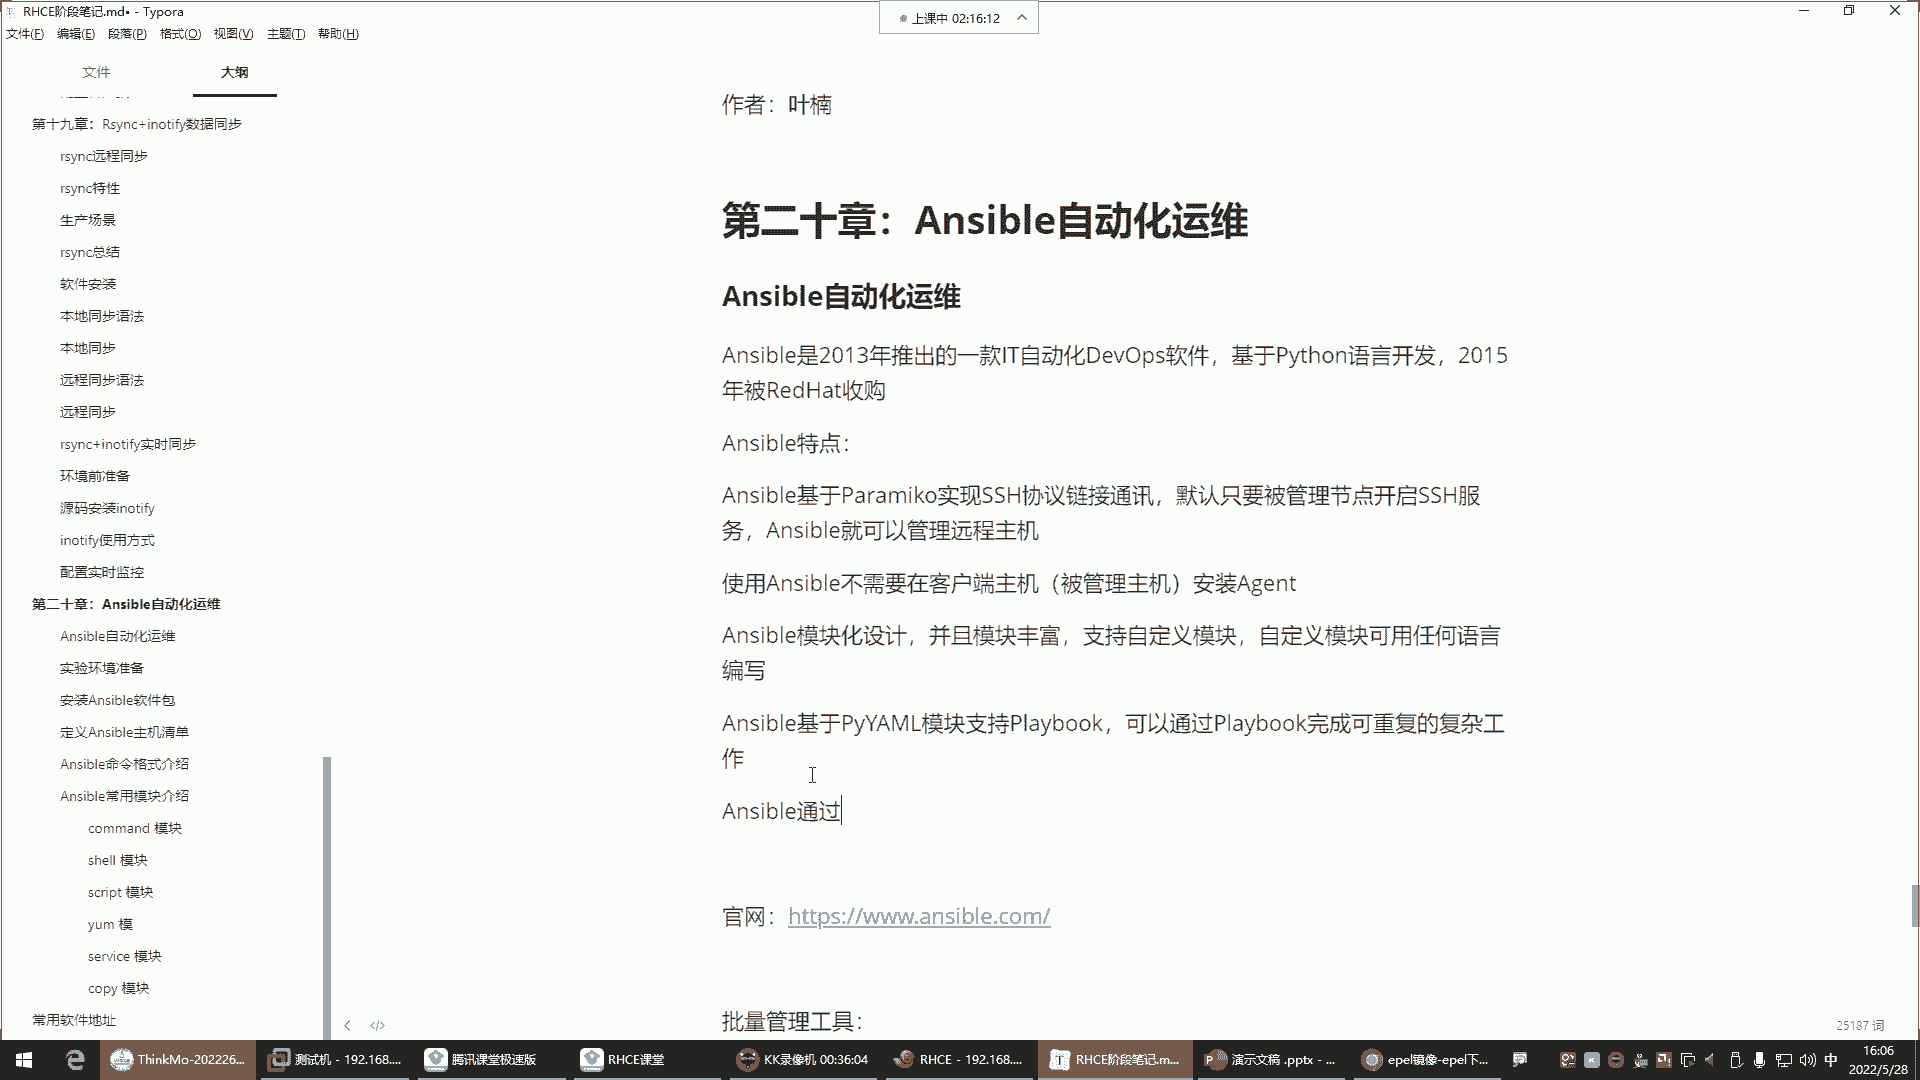 RHCE阶段笔记.md• - Typora
上课中 02:16:12
文件(F) 编辑(E) 段落(P) 格式(O) 视图(V) 主题(T) 帮助(H)
文件 大纲
第十九章：Rsync+inotify数据同步
rsync远程同步
rsync特性
生产场景
rsync总结
软件安装
本地同步语法
本地同步
远程同步语法
远程同步
rsync+inotify实时同步
环境前准备
源码安装inotify
inotify使用方式
配置实时监控
第二十章：Ansible自动化运维
Ansible自动化运维
实验环境准备
安装Ansible软件包
定义Ansible主机清单
Ansible命令格式介绍
Ansible常用模块介绍
command 模块
shell 模块
script 模块
yum 模
service 模块
copy 模块
常用软件地址
作者：叶楠
第二十章：Ansible自动化运维
Ansible自动化运维
Ansible是2013年推出的一款IT自动化DevOps软件，基于Python语言开发，2015
年被RedHat收购
Ansible特点：
Ansible基于Paramiko实现SSH协议链接通讯，默认只要被管理节点开启SSH服
务，Ansible就可以管理远程主机
使用Ansible不需要在客户端主机（被管理主机）安装Agent
Ansible模块化设计，并且模块丰富，支持自定义模块，自定义模块可用任何语言
编写
Ansible基于PyYAML模块支持Playbook，可以通过Playbook完成可重复的复杂工
作
Ansible通过
官网：https://www.ansible.com/
批量管理工具：
25187 词
ThinkMo-202226... 测试机 - 192.168.... 腾讯课堂极速版 RHCE课堂 KK录像机 00:36:04 RHCE - 192.168.... RHCE阶段笔记.m... 演示文稿 .pptx - ... epel镜像-epel下... 中 16:06
2022/5/28